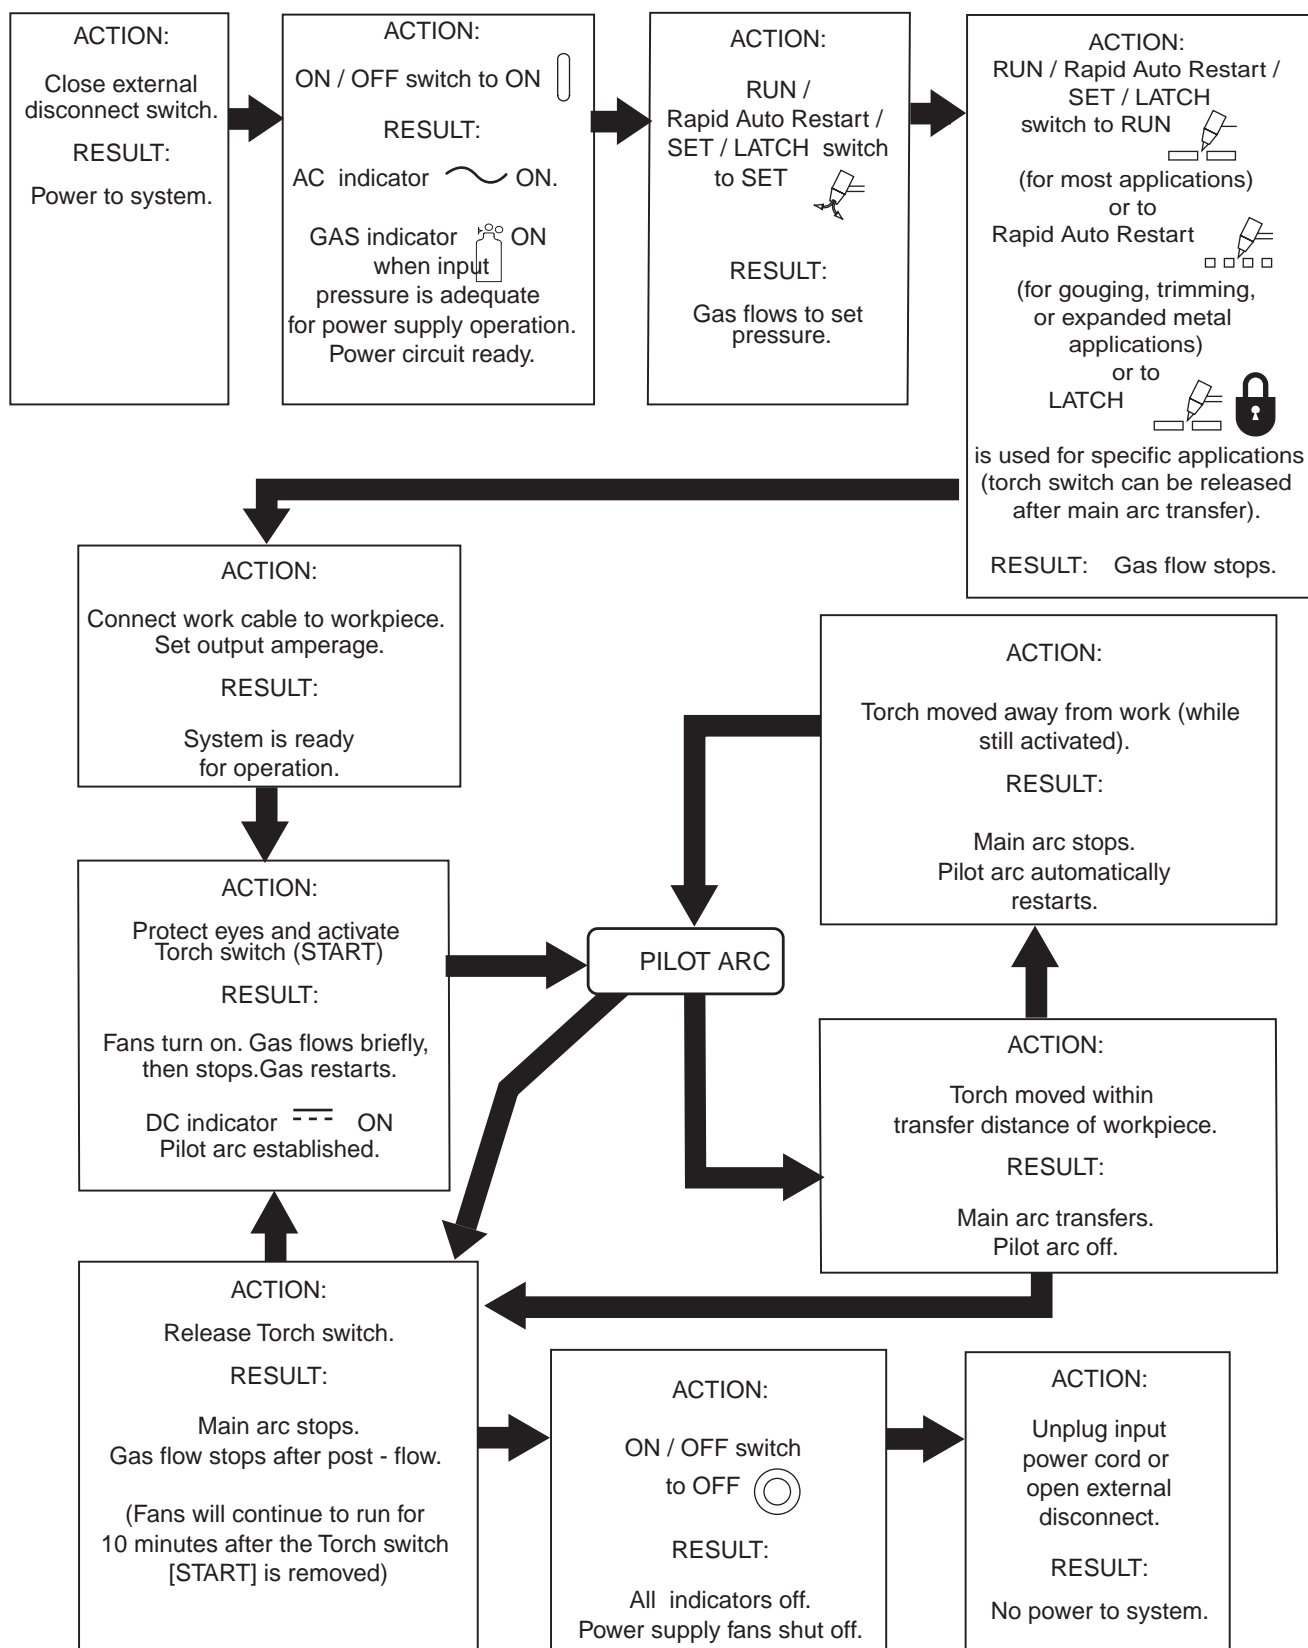 ACTION:
Close external
disconnect switch.
RESULT:
Power to system.
ACTION:
ON / OFF switch to ON
RESULT:
AC indicator ON.
GAS indicator ON
when input
pressure is adequate
for power supply operation.
Power circuit ready.
ACTION:
RUN /
Rapid Auto Restart /
SET / LATCH switch
to SET
RESULT:
Gas flows to set
pressure.
ACTION:
RUN / Rapid Auto Restart /
SET / LATCH
switch to RUN
(for most applications)
or to
Rapid Auto Restart
(for gouging, trimming,
or expanded metal
applications)
or to
LATCH
is used for specific applications
(torch switch can be released
after main arc transfer).
RESULT: Gas flow stops.
ACTION:
Connect work cable to workpiece.
Set output amperage.
RESULT:
System is ready
for operation.
ACTION:
Protect eyes and activate
Torch switch (START)
RESULT:
Fans turn on. Gas flows briefly,
then stops.Gas restarts.
DC indicator ON
Pilot arc established.
PILOT ARC
ACTION:
Torch moved away from work (while
still activated).
RESULT:
Main arc stops.
Pilot arc automatically
restarts.
ACTION:
Torch moved within
transfer distance of workpiece.
RESULT:
Main arc transfers.
Pilot arc off.
ACTION:
Release Torch switch.
RESULT:
Main arc stops.
Gas flow stops after post - flow.
(Fans will continue to run for
10 minutes after the Torch switch
[START] is removed)
ACTION:
ON / OFF switch
to OFF
RESULT:
All indicators off.
Power supply fans shut off.
ACTION:
Unplug input
power cord or
open external
disconnect.
RESULT:
No power to system.